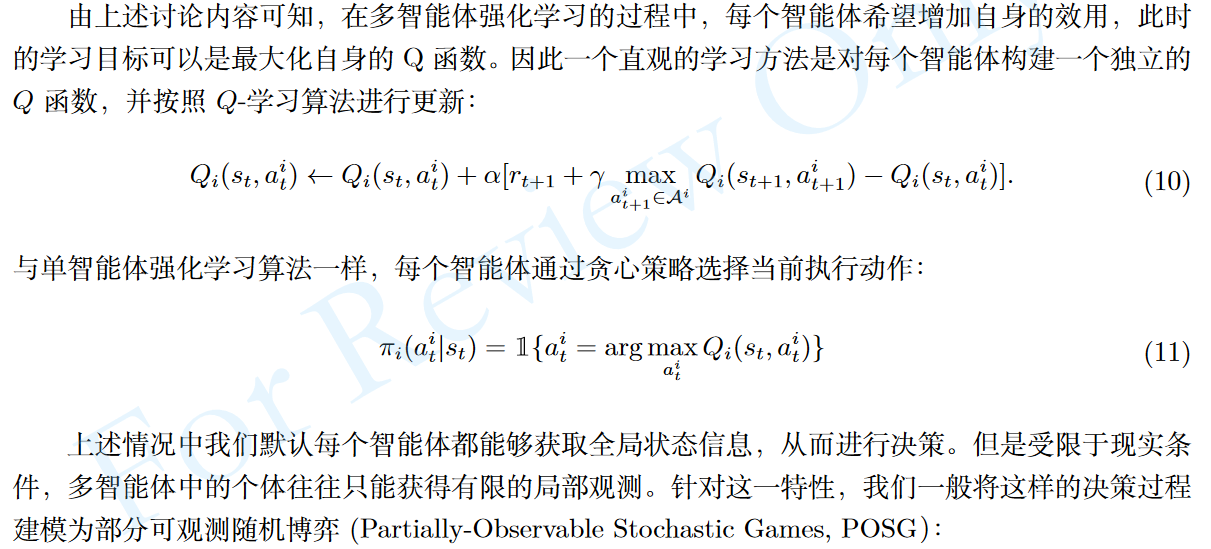 由上述讨论内容可知，在多智能体强化学习的过程中，每个智能体希望增加自身的效用，此时
的学习目标可以是最大化自身的 Q 函数。因此一个直观的学习方法是对每个智能体构建一个独立的
Q 函数，并按照 Q-学习算法进行更新：
Q_i(s_t, a_t^i) ← Q_i(s_t, a_t^i) + α[r_{t+1} + γ max_{a_{t+1}^i ∈ 𝒜^i} Q_i(s_{t+1}, a_{t+1}^i) − Q_i(s_t, a_t^i)]. (10)
与单智能体强化学习算法一样，每个智能体通过贪心策略选择当前执行动作：
π_i(a_t^i|s_t) = 𝟙{a_t^i = arg max_{a_t^i} Q_i(s_t, a_t^i)} (11)
上述情况中我们默认每个智能体都能够获取全局状态信息，从而进行决策。但是受限于现实条
件，多智能体中的个体往往只能获得有限的局部观测。针对这一特性，我们一般将这样的决策过程
建模为部分可观测随机博弈 (Partially-Observable Stochastic Games, POSG)：
For Review Only